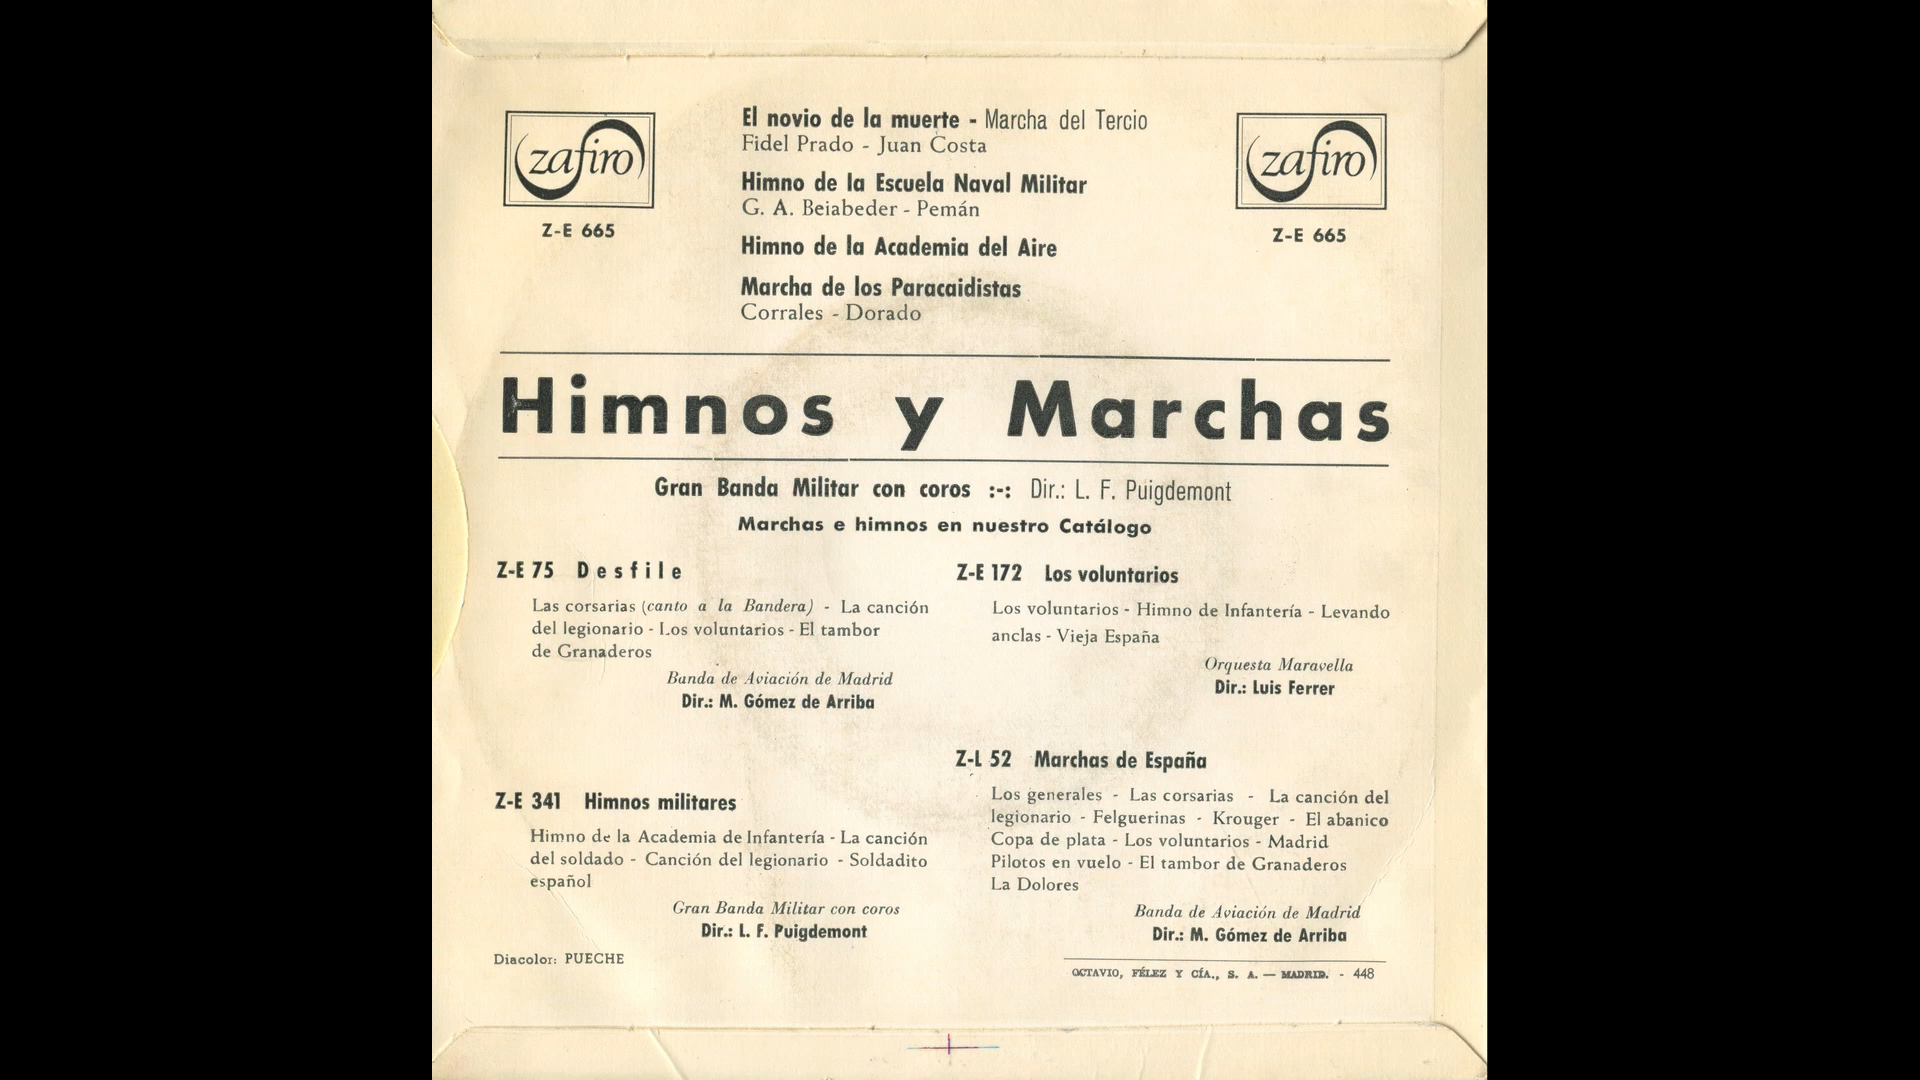 zafiro
Z-E 665
El novio de la muerte - Marcha del Tercio
Fidel Prado - Juan Costa
Himno de la Escuela Naval Militar
G. A. Beiabeder - Pemán
Himno de la Academia del Aire
Marcha de los Paracaidistas
Corrales - Dorado
zafiro
Z-E 665
Himnos y Marchas
Gran Banda Militar con coros :-: Dir.: L. F. Puigdemont
Marchas e himnos en nuestro Catálogo
Z-E 75 Desfile
Las corsarias (canto a la Bandera) - La canción
del legionario - Los voluntarios - El tambor
de Granaderos
Banda de Aviación de Madrid
Dir.: M. Gómez de Arriba
Z-E 341 Himnos militares
Himno de la Academia de Infantería - La canción
del soldado - Canción del legionario - Soldadito
español
Gran Banda Militar con coros
Dir.: L. F. Puigdemont
Diacolor: PUECHE
Z-E 172 Los voluntarios
Los voluntarios - Himno de Infantería - Levando
anclas - Vieja España
Orquesta Maravella
Dir.: Luis Ferrer
Z-L 52 Marchas de España
Los generales - Las corsarias - La canción del
legionario - Felguerinas - Krouger - El abanico
Copa de plata - Los voluntarios - Madrid
Pilotos en vuelo - El tambor de Granaderos
La Dolores
Banda de Aviación de Madrid
Dir.: M. Gómez de Arriba
OCTAVIO, FÉLEZ Y CÍA., S. A. — MADRID. - 448